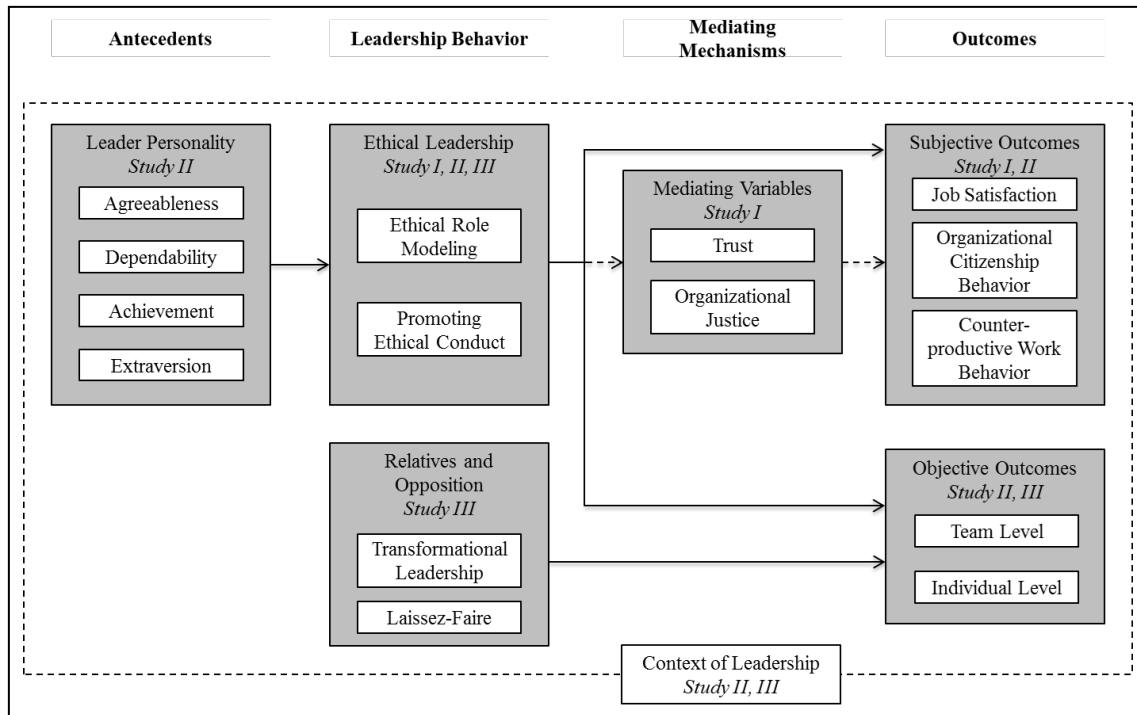 Antecedents
Leadership Behavior
Mediating
Mechanisms
Outcomes
Leader Personality
Study II
Agreeableness
Dependability
Achievement
Extraversion
Ethical Leadership
Study I, II, III
Ethical Role
Modeling
Promoting
Ethical Conduct
Mediating Variables
Study I
Trust
Organizational
Justice
Subjective Outcomes
Study I, II
Job Satisfaction
Organizational
Citizenship
Behavior
Counter-
productive Work
Behavior
Relatives and
Opposition
Study III
Transformational
Leadership
Laissez-Faire
Objective Outcomes
Study II, III
Team Level
Individual Level
Context of Leadership
Study II, III